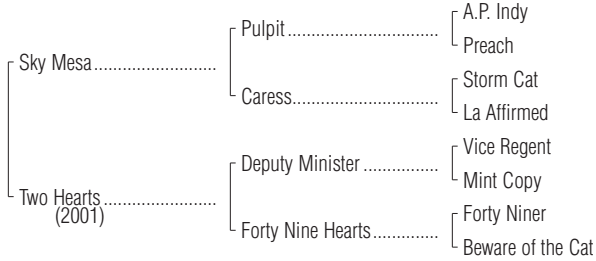 A.P. Indy
Pulpit..............................
Preach
Sky Mesa........................
Storm Cat
Caress.............................
La Affirmed
Vice Regent
Deputy Minister ...............
Mint Copy
Two Hearts ......................
(2001)
Forty Niner
Forty Nine Hearts.............
Beware of the Cat